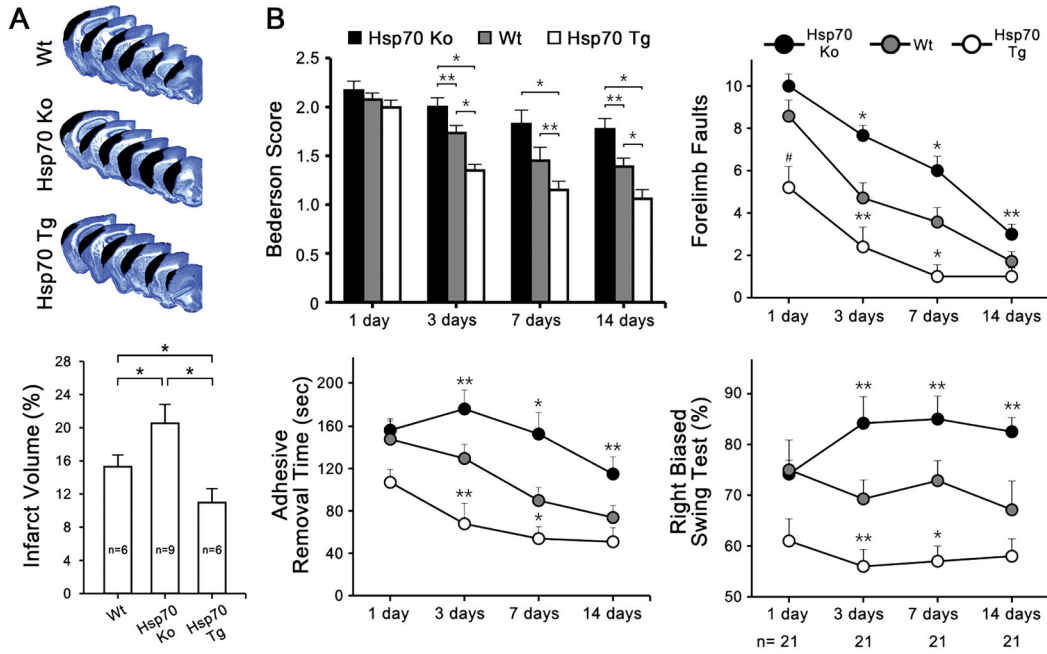 A
Wt
Hsp70 Ko
Hsp70 Tg
Infarct Volume (%)
28
24
20
16
12
8
4
0
*
* *
n=6 n=9 n=6
Wt Hsp70 Ko Hsp70 Tg
B
Hsp70 Ko Wt Hsp70 Tg
Bederson Score
2.5
2.0
1.5
1.0
0.5
0
* ** *
* **
* ** *
1 day 3 days 7 days 14 days
Hsp70 Ko Wt Hsp70 Tg
Forelimb Faults
10
8
6
4
2
0
* * **
# ** *
1 day 3 days 7 days 14 days
Adhesive
Removal Time (sec)
200
160
120
80
40
0
** * **
** *
1 day 3 days 7 days 14 days
Right Biased
Swing Test (%)
90
80
70
60
50
** ** **
** *
1 day 3 days 7 days 14 days
n= 21 21 21 21